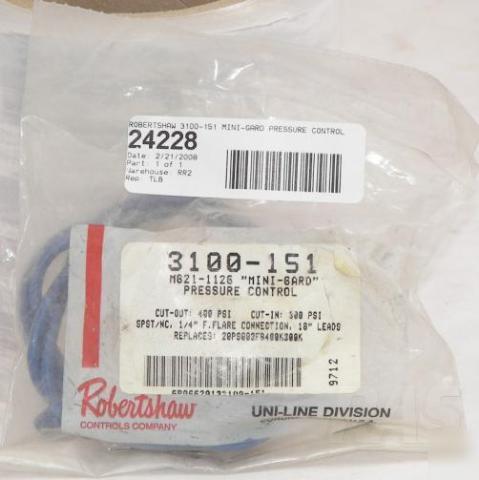 ROBERTSHAW 3100-151 MINI-GARD PRESSURE CONTROL
24228
Date: 2/21/2008
Part: 1 of 1
Warehouse: RR2
Rep: TLB
3100-151
MG21-1126 "MINI-GARD"
PRESSURE CONTROL
CUT-OUT: 400 PSI CUT-IN: 300 PSI
SPST/NC, 1/4" F.FLARE CONNECTION, 18" LEADS
REPLACES: 20PS002FB400K300K
9712
Robertshaw
CONTROLS COMPANY
UNI-LINE DIVISION